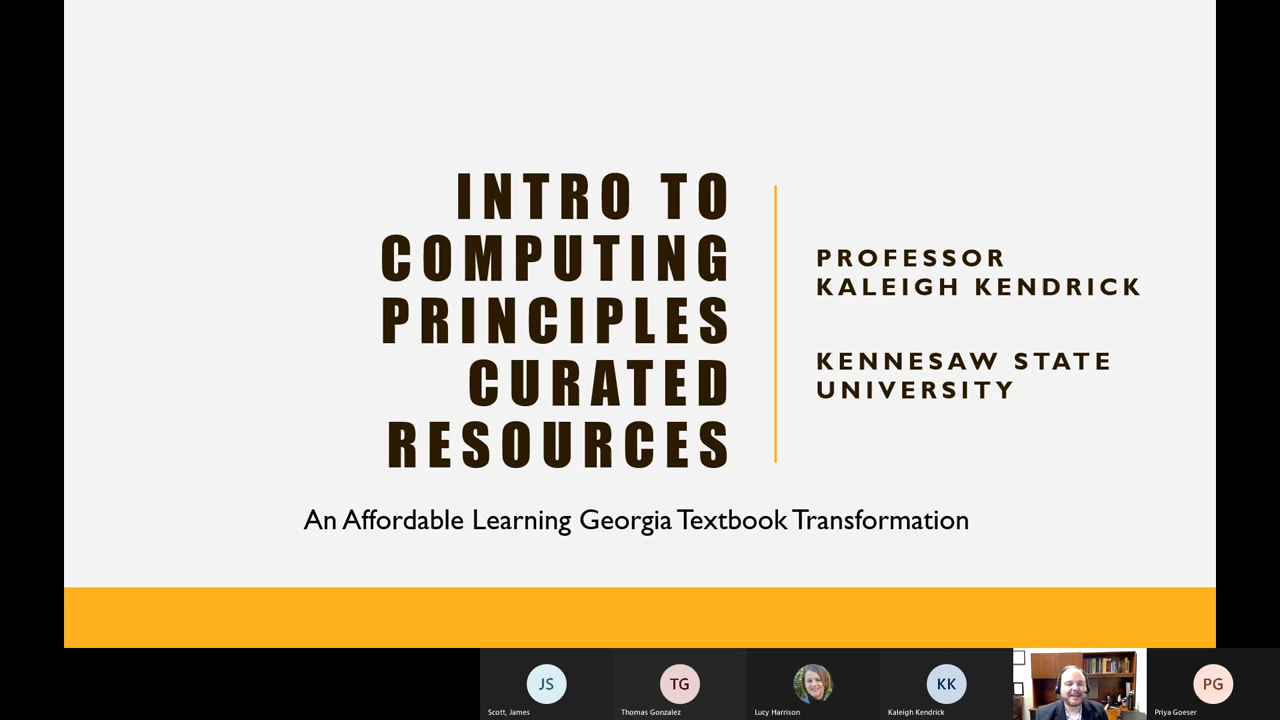 INTRO TO
COMPUTING
PRINCIPLES
CURATED
RESOURCES
PROFESSOR
KALEIGH KENDRICK
KENNESAW STATE
UNIVERSITY
An Affordable Learning Georgia Textbook Transformation
JS
TG
KK
PG
Scott, James
Thomas Gonzalez
Lucy Harrison
Kaleigh Kendrick
Priya Goeser